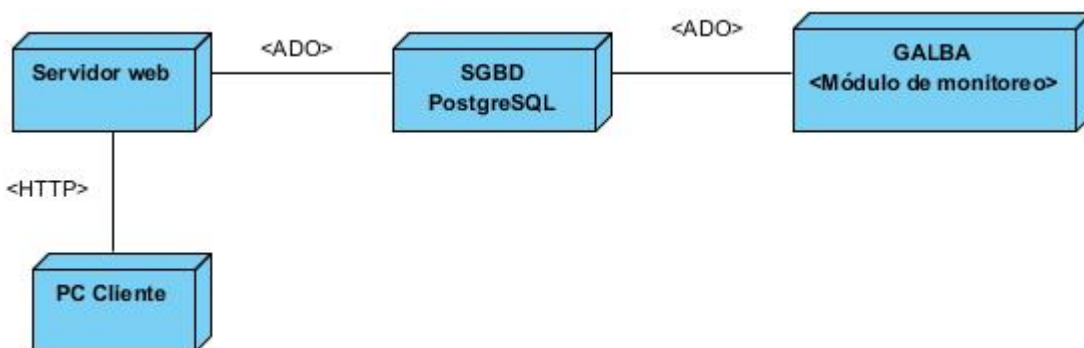 <ADO>
<ADO>
Servidor web
SGBD
PostgreSQL
GALBA
<Módulo de monitoreo>
<HTTP>
PC Cliente